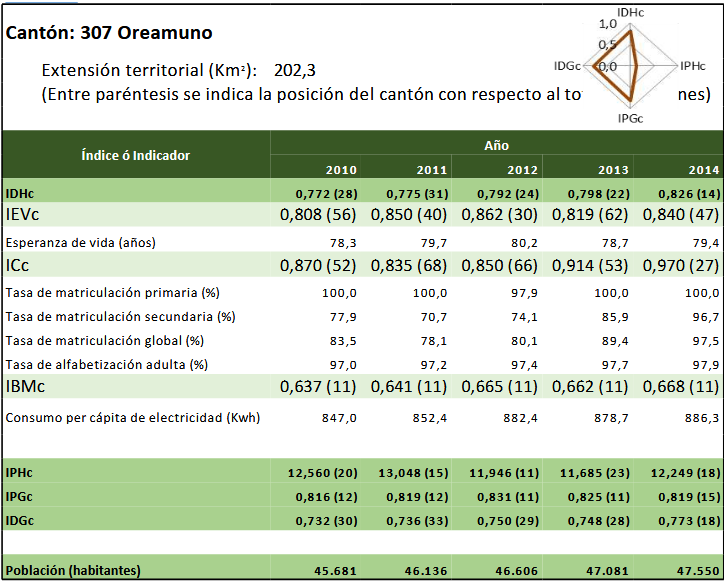 IDHc
1,0
Cantón: 307 Oreamuno
0,5
IDGc 0,0 IPHc
Extensión territorial (Km²): 202,3
(Entre paréntesis se indica la posición del cantón con respecto al to nes)
IPGc
Índice ó Indicador Año
2010 2011 2012 2013 2014
IDHc 0,772 (28) 0,775 (31) 0,792 (24) 0,798 (22) 0,826 (14)
IEVc 0,808 (56) 0,850 (40) 0,862 (30) 0,819 (62) 0,840 (47)
Esperanza de vida (años) 78,3 79,7 80,2 78,7 79,4
ICc 0,870 (52) 0,835 (68) 0,850 (66) 0,914 (53) 0,970 (27)
Tasa de matriculación primaria (%) 100,0 100,0 97,9 100,0 100,0
Tasa de matriculación secundaria (%) 77,9 70,7 74,1 85,9 96,7
Tasa de matriculación global (%) 83,5 78,1 80,1 89,4 97,5
Tasa de alfabetización adulta (%) 97,0 97,2 97,4 97,7 97,9
IBMc 0,637 (11) 0,641 (11) 0,665 (11) 0,662 (11) 0,668 (11)
Consumo per cápita de electricidad (Kwh) 847,0 852,4 882,4 878,7 886,3
IPHc 12,560 (20) 13,048 (15) 11,946 (11) 11,685 (23) 12,249 (18)
IPGc 0,816 (12) 0,819 (12) 0,831 (11) 0,825 (11) 0,819 (15)
IDGc 0,732 (30) 0,736 (33) 0,750 (29) 0,748 (28) 0,773 (18)
Población (habitantes) 45.681 46.136 46.606 47.081 47.550